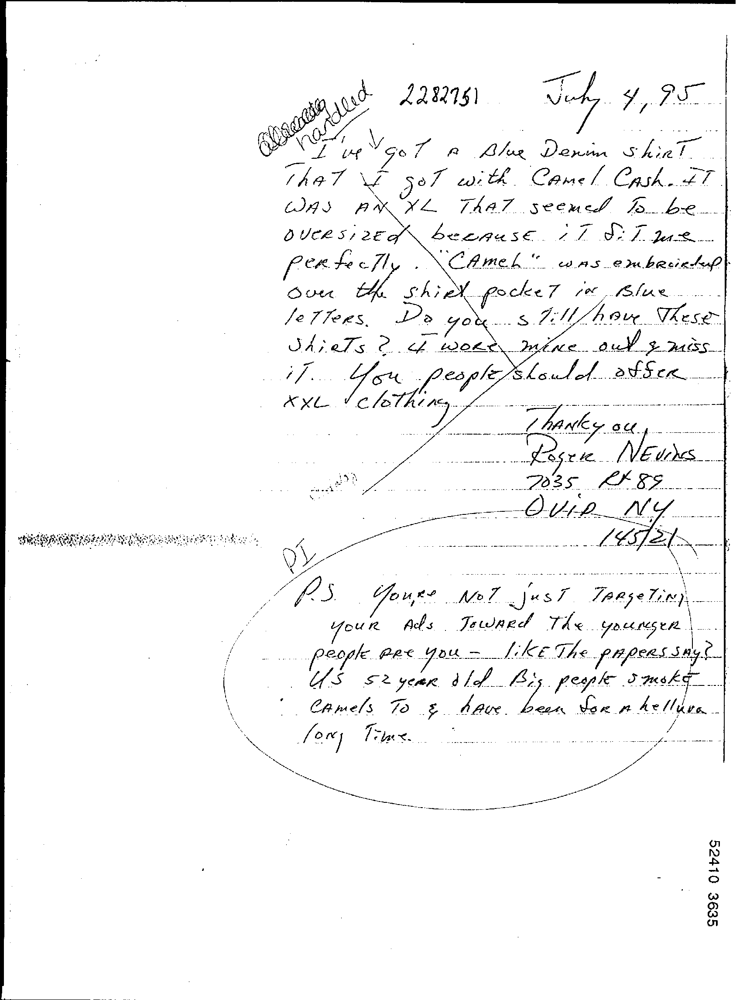 handled 2282751 July 4, 95
I've got A Blue Denim shirt
That I got with Camel Cash. It
was an XL That seemed To be
oversized because it fit me
perfectly. "Camel" was embroirdup
over the shirt pocket in Blue
letters. Do you still have These
shirts? I wore mine out & miss
it. You people should offer
XXL clothing
Thank you,
Roger Nevins
7035 Rt 89
Ovid NY
14521
PI
P.S. Youre Not just Targeting
your Ads Toward The younger
people are you - like The papers say?
Us 52 year old Big people smoke
Camels To & have been for a helluva
long Time.
52410 3635